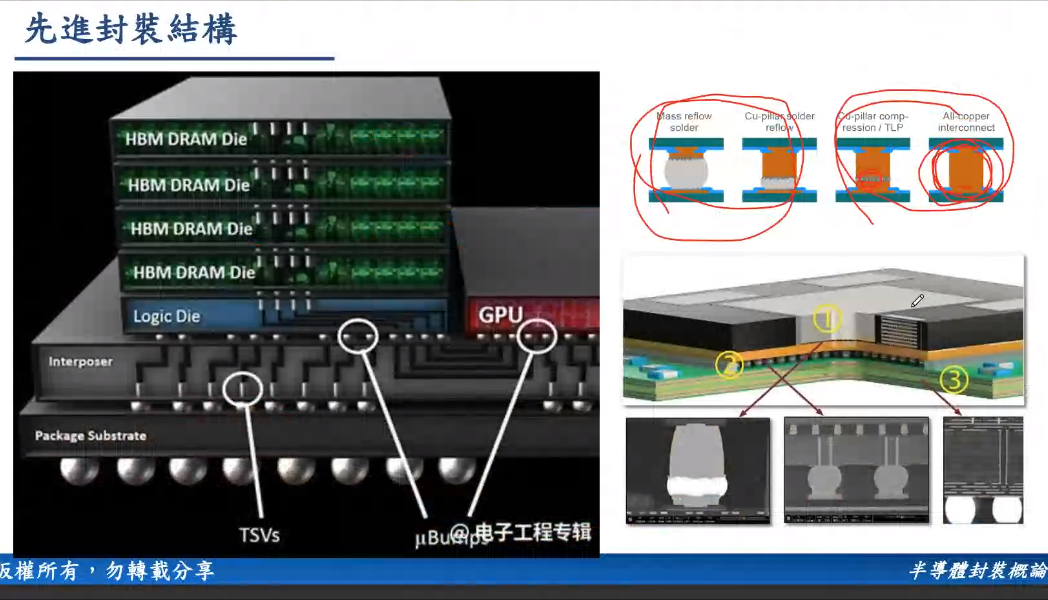 先進封裝結構
HBM DRAM Die
HBM DRAM Die
HBM DRAM Die
HBM DRAM Die
Logic Die
GPU
Interposer
Package Substrate
TSVs
μBumps
@电子工程专辑
Mass reflow
solder
Cu-pillar solder
reflow
Cu-pillar comp-
ression / TLP
All-copper
interconnect
①
②
③
版權所有，勿轉載分享
半導體封裝概論